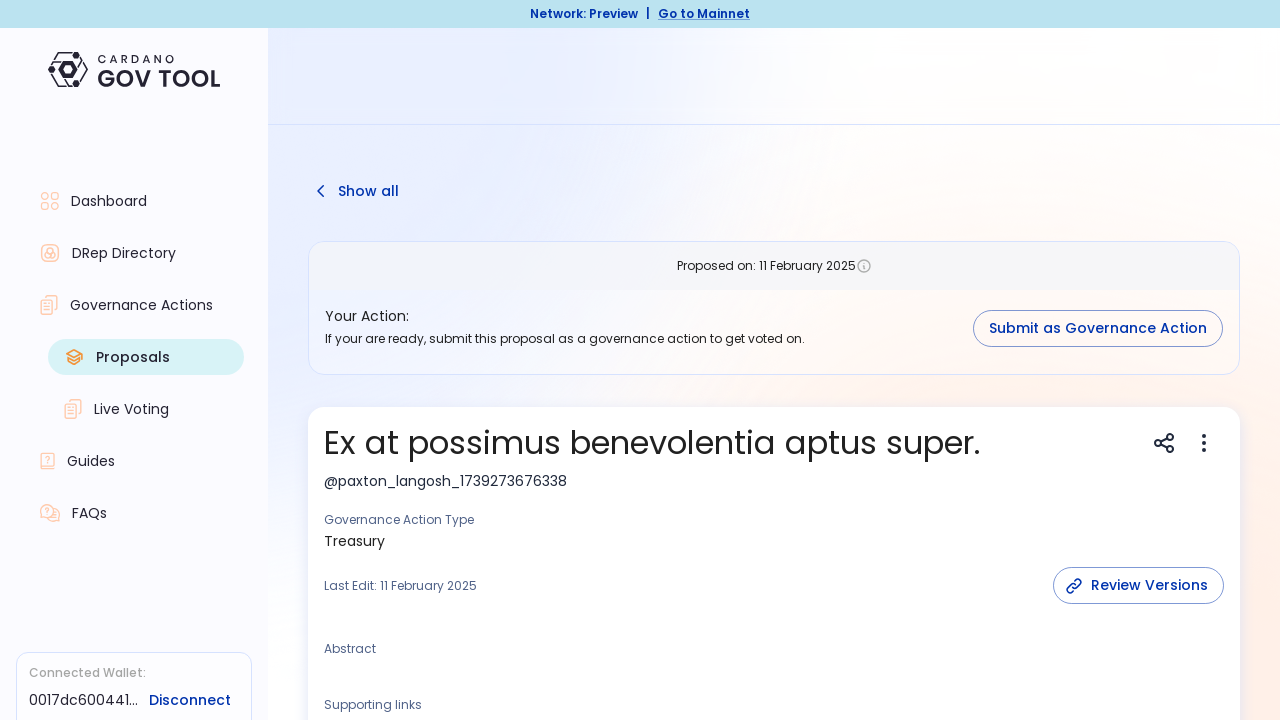 Network: Preview | Go to Mainnet
CARDANO
GOV TOOL
Dashboard
DRep Directory
Governance Actions
Proposals
Live Voting
Guides
FAQs
Connected Wallet:
0017dc600441... Disconnect
Show all
Proposed on: 11 February 2025
Your Action:
If your are ready, submit this proposal as a governance action to get voted on.
Submit as Governance Action
Ex at possimus benevolentia aptus super.
@paxton_langosh_1739273676338
Governance Action Type
Treasury
Last Edit: 11 February 2025
Review Versions
Abstract
Supporting links